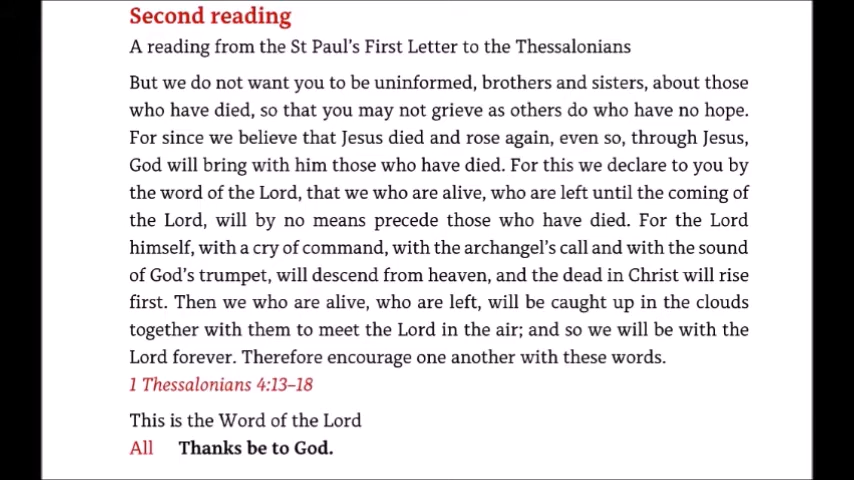 Second reading
A reading from the St Paul's First Letter to the Thessalonians
But we do not want you to be uninformed, brothers and sisters, about those
who have died, so that you may not grieve as others do who have no hope.
For since we believe that Jesus died and rose again, even so, through Jesus,
God will bring with him those who have died. For this we declare to you by
the word of the Lord, that we who are alive, who are left until the coming of
the Lord, will by no means precede those who have died. For the Lord
himself, with a cry of command, with the archangel's call and with the sound
of God's trumpet, will descend from heaven, and the dead in Christ will rise
first. Then we who are alive, who are left, will be caught up in the clouds
together with them to meet the Lord in the air; and so we will be with the
Lord forever. Therefore encourage one another with these words.
1 Thessalonians 4:13–18
This is the Word of the Lord
All Thanks be to God.